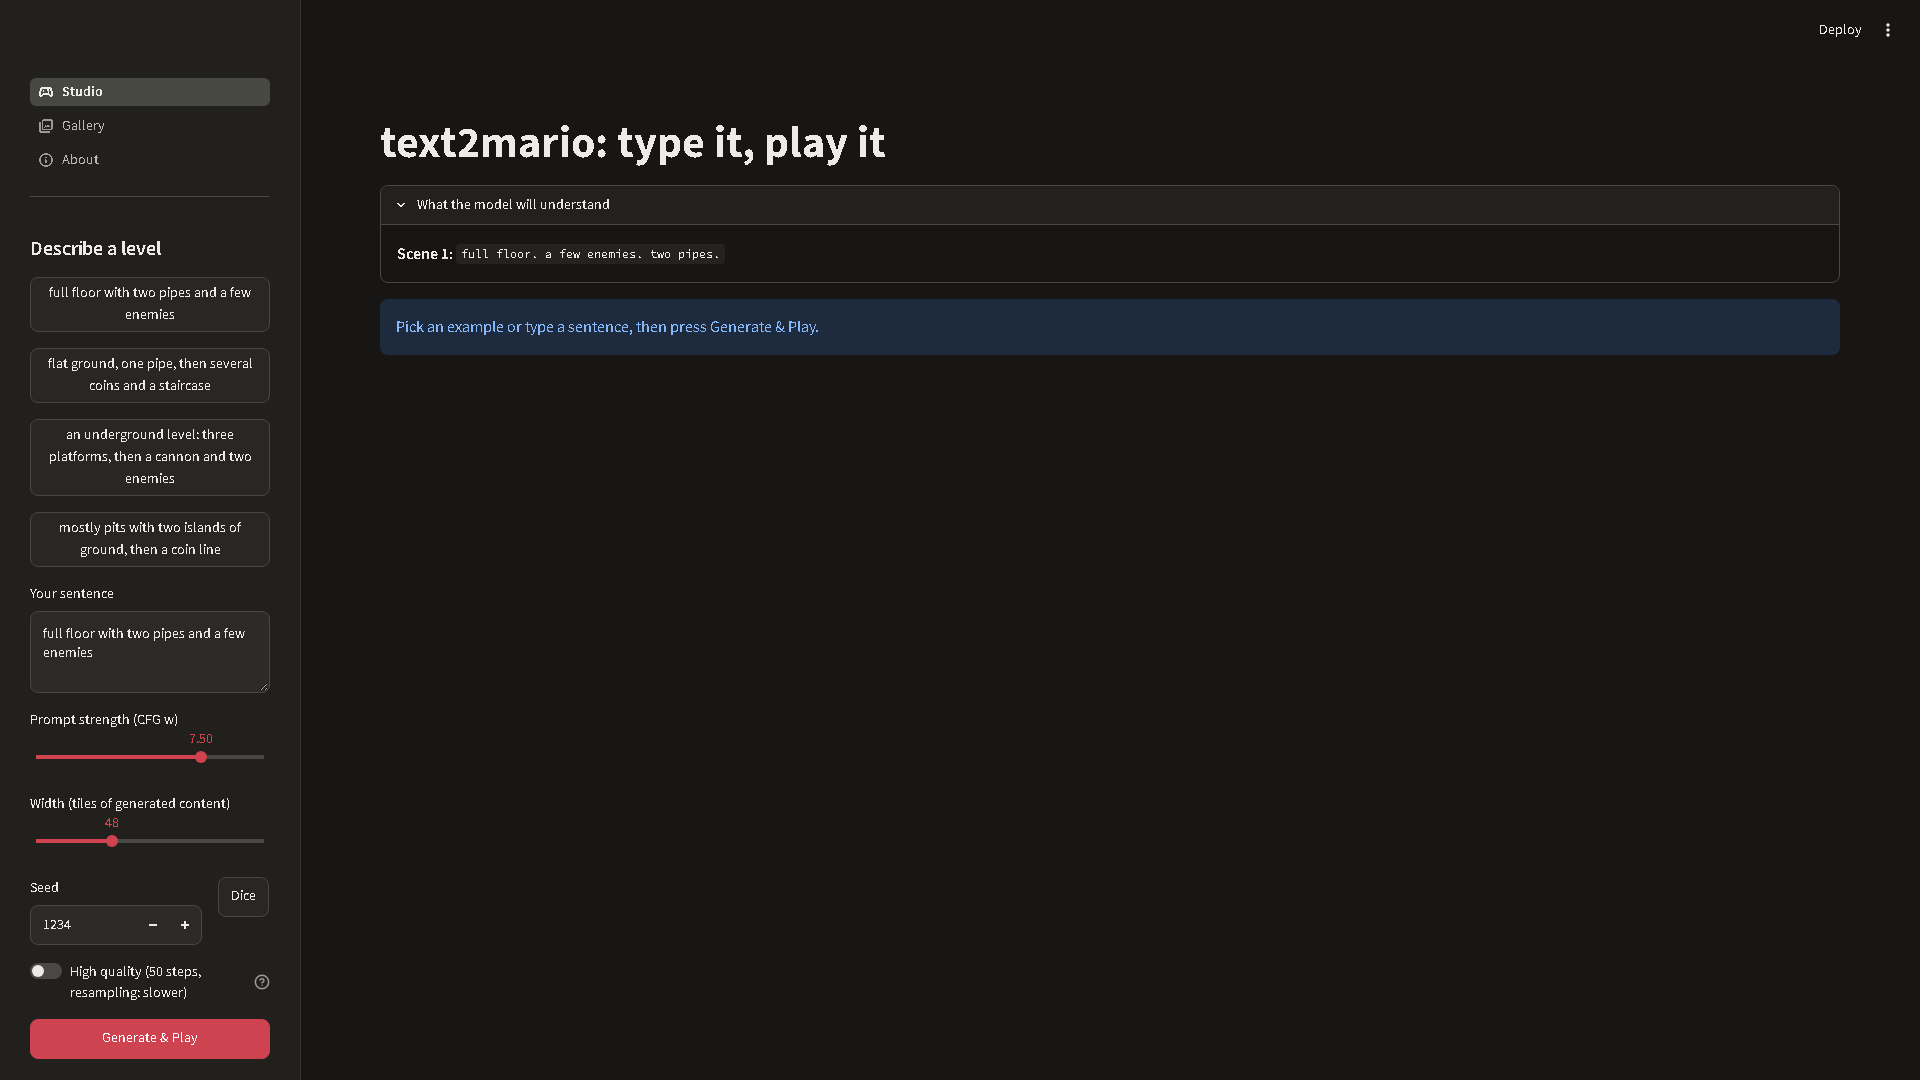 Deploy
Studio
Gallery
About
Describe a level
full floor with two pipes and a few
enemies
flat ground, one pipe, then several
coins and a staircase
an underground level: three
platforms, then a cannon and two
enemies
mostly pits with two islands of
ground, then a coin line
Your sentence
full floor with two pipes and a few
enemies
Prompt strength (CFG w)
7.50
Width (tiles of generated content)
48
Seed
Dice
1234
High quality (50 steps,
resampling: slower)
Generate & Play
text2mario: type it, play it
What the model will understand
Scene 1: full floor. a few enemies. two pipes.
Pick an example or type a sentence, then press Generate & Play.